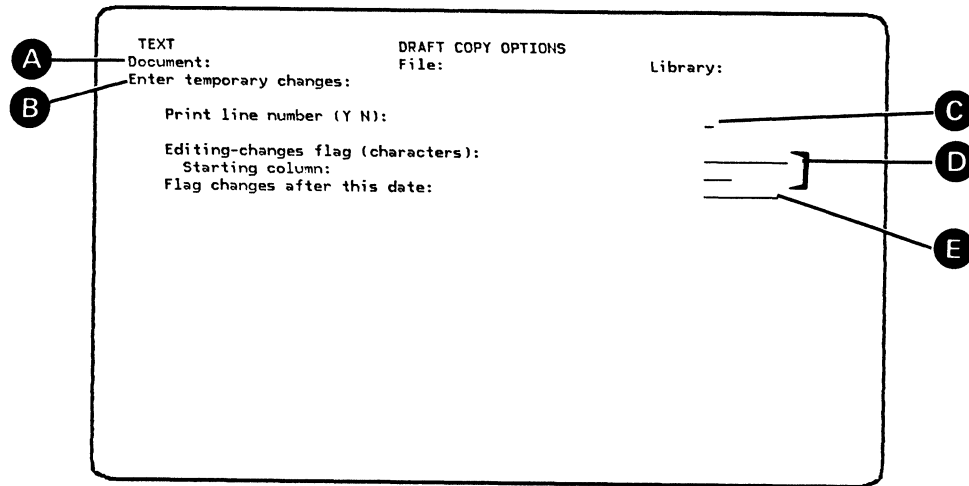 TEXT DRAFT COPY OPTIONS
A Document: File: Library:
B Enter temporary changes:
Print line number (Y N): C
Editing-changes flag (characters): D
Starting column:
Flag changes after this date:
E